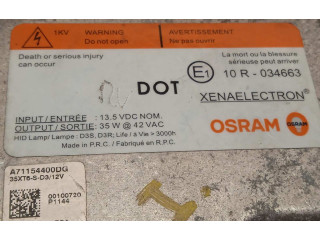 1KV
WARNING
Do not open
AVERTISSEMENT
Ne pas ouvrir
Death or serious injury
can occur
La mort ou la blessure
sérieuse peut arriver
DOT
E1
10 R - 034663
XENAELECTRON®
INPUT/ENTRÉE : 13.5 VDC NOM.
OUTPUT/SORTIE: 35 W @ 42 VAC
HID Lamp/ Lampe: D3S, D3R; Life / à Vie > 3000h
Made in P.R.C. / Fabriqué en R.P.C.
OSRAM
A71154400DG
35XT6-S-D3/12V
00100720
P1144